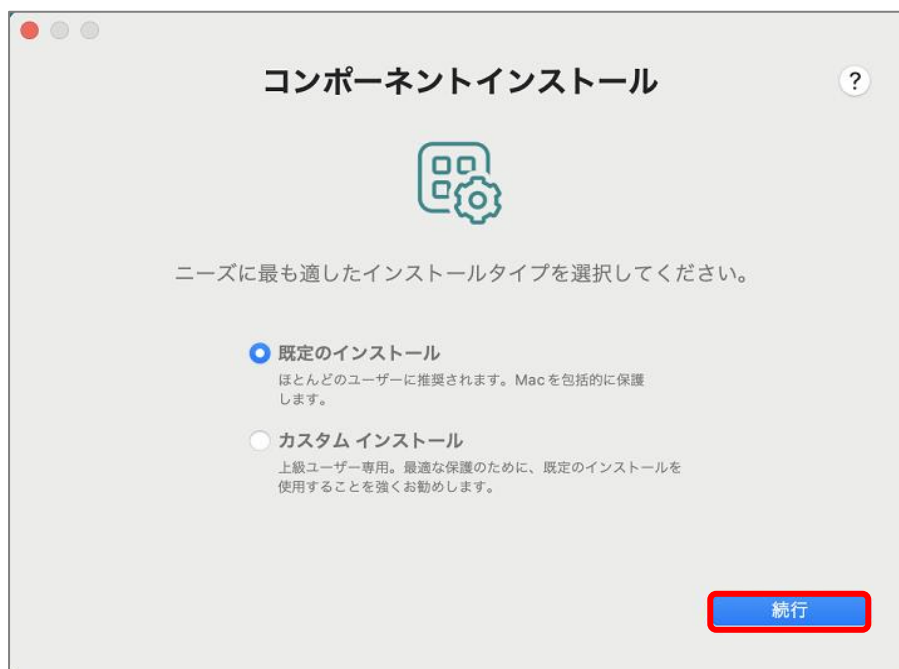 コンポーネントインストール
?
ニーズに最も適したインストールタイプを選択してください。
既定のインストール
ほとんどのユーザーに推奨されます。Macを包括的に保護
します。
カスタム インストール
上級ユーザー専用。最適な保護のために、既定のインストールを
使用することを強くお勧めします。
続行